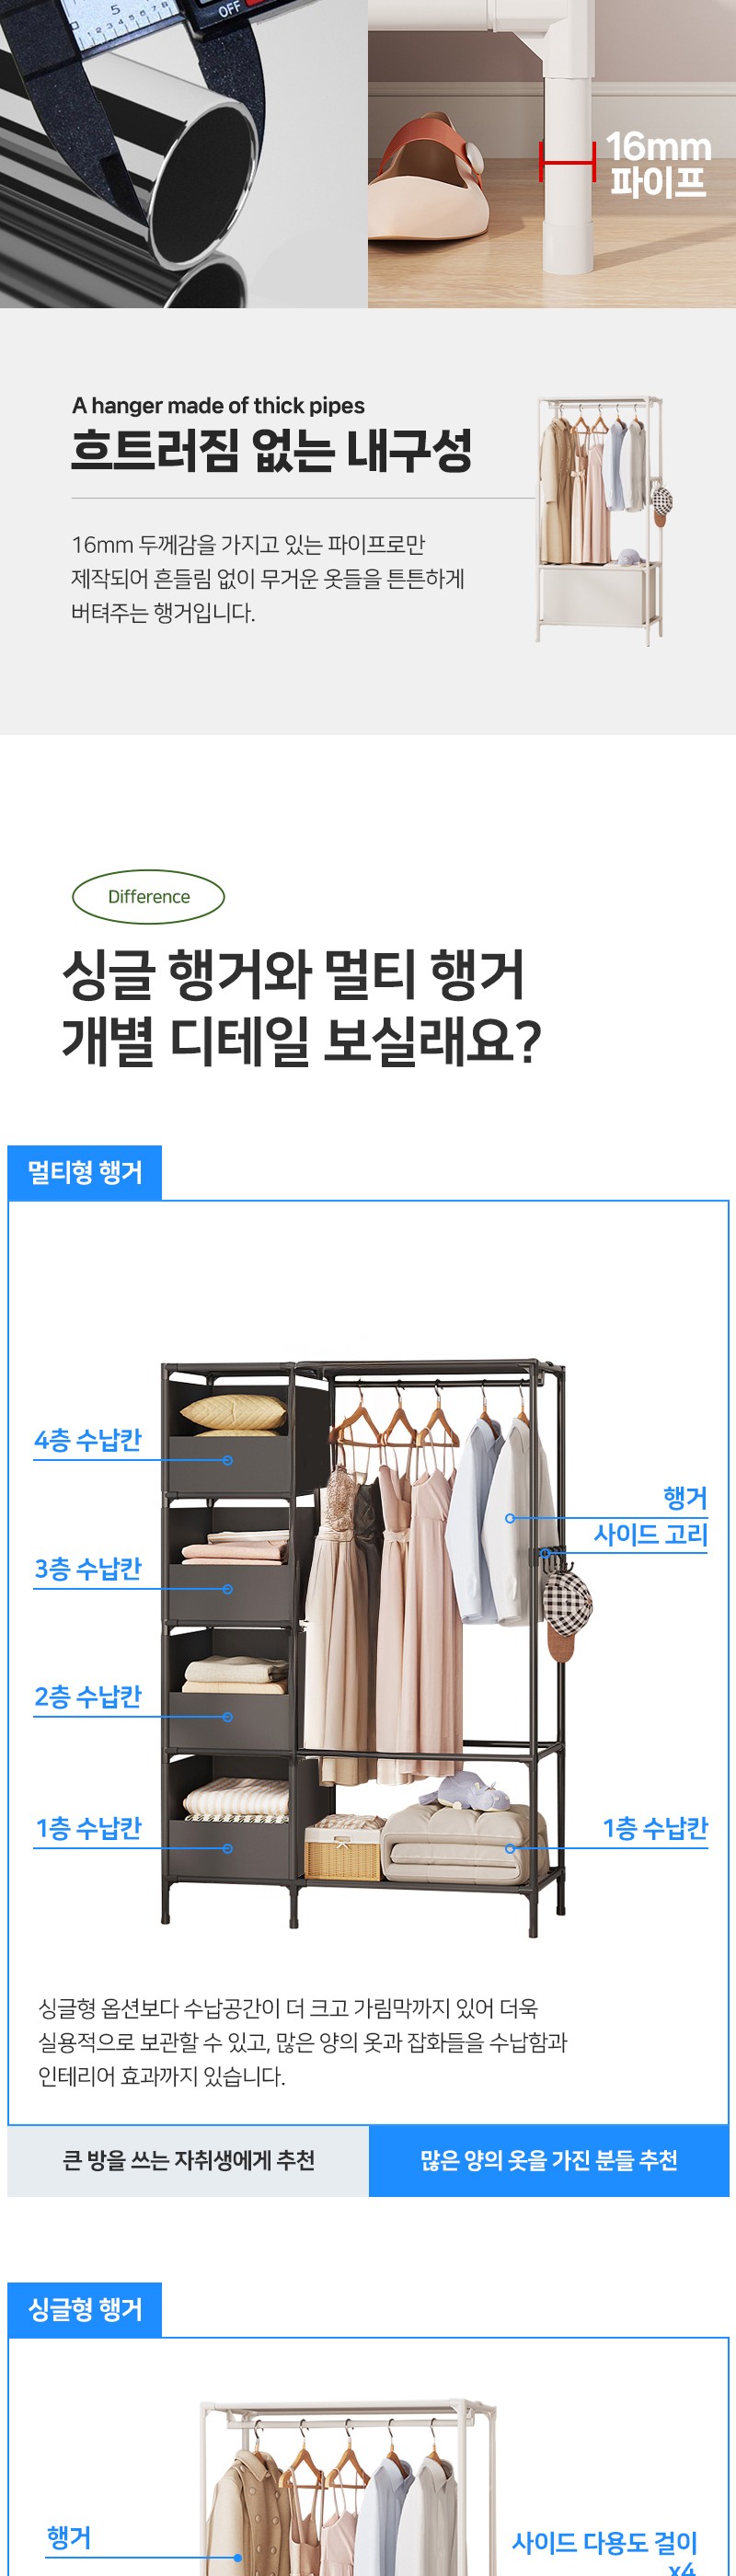 5
OFF
16mm
파이프
A hanger made of thick pipes
흐트러짐 없는 내구성
16mm 두께감을 가지고 있는 파이프로만
제작되어 흔들림 없이 무거운 옷들을 튼튼하게
버텨주는 행거입니다.
Difference
싱글 행거와 멀티 행거
개별 디테일 보실래요?
멀티형 행거
4층 수납칸
행거
사이드 고리
3층 수납칸
2층 수납칸
1층 수납칸
1층 수납칸
싱글형 옵션보다 수납공간이 더 크고 가림막까지 있어 더욱
실용적으로 보관할 수 있고, 많은 양의 옷과 잡화들을 수납함과
인테리어 효과까지 있습니다.
큰 방을 쓰는 자취생에게 추천
많은 양의 옷을 가진 분들 추천
싱글형 행거
행거
사이드 다용도 걸이
x4